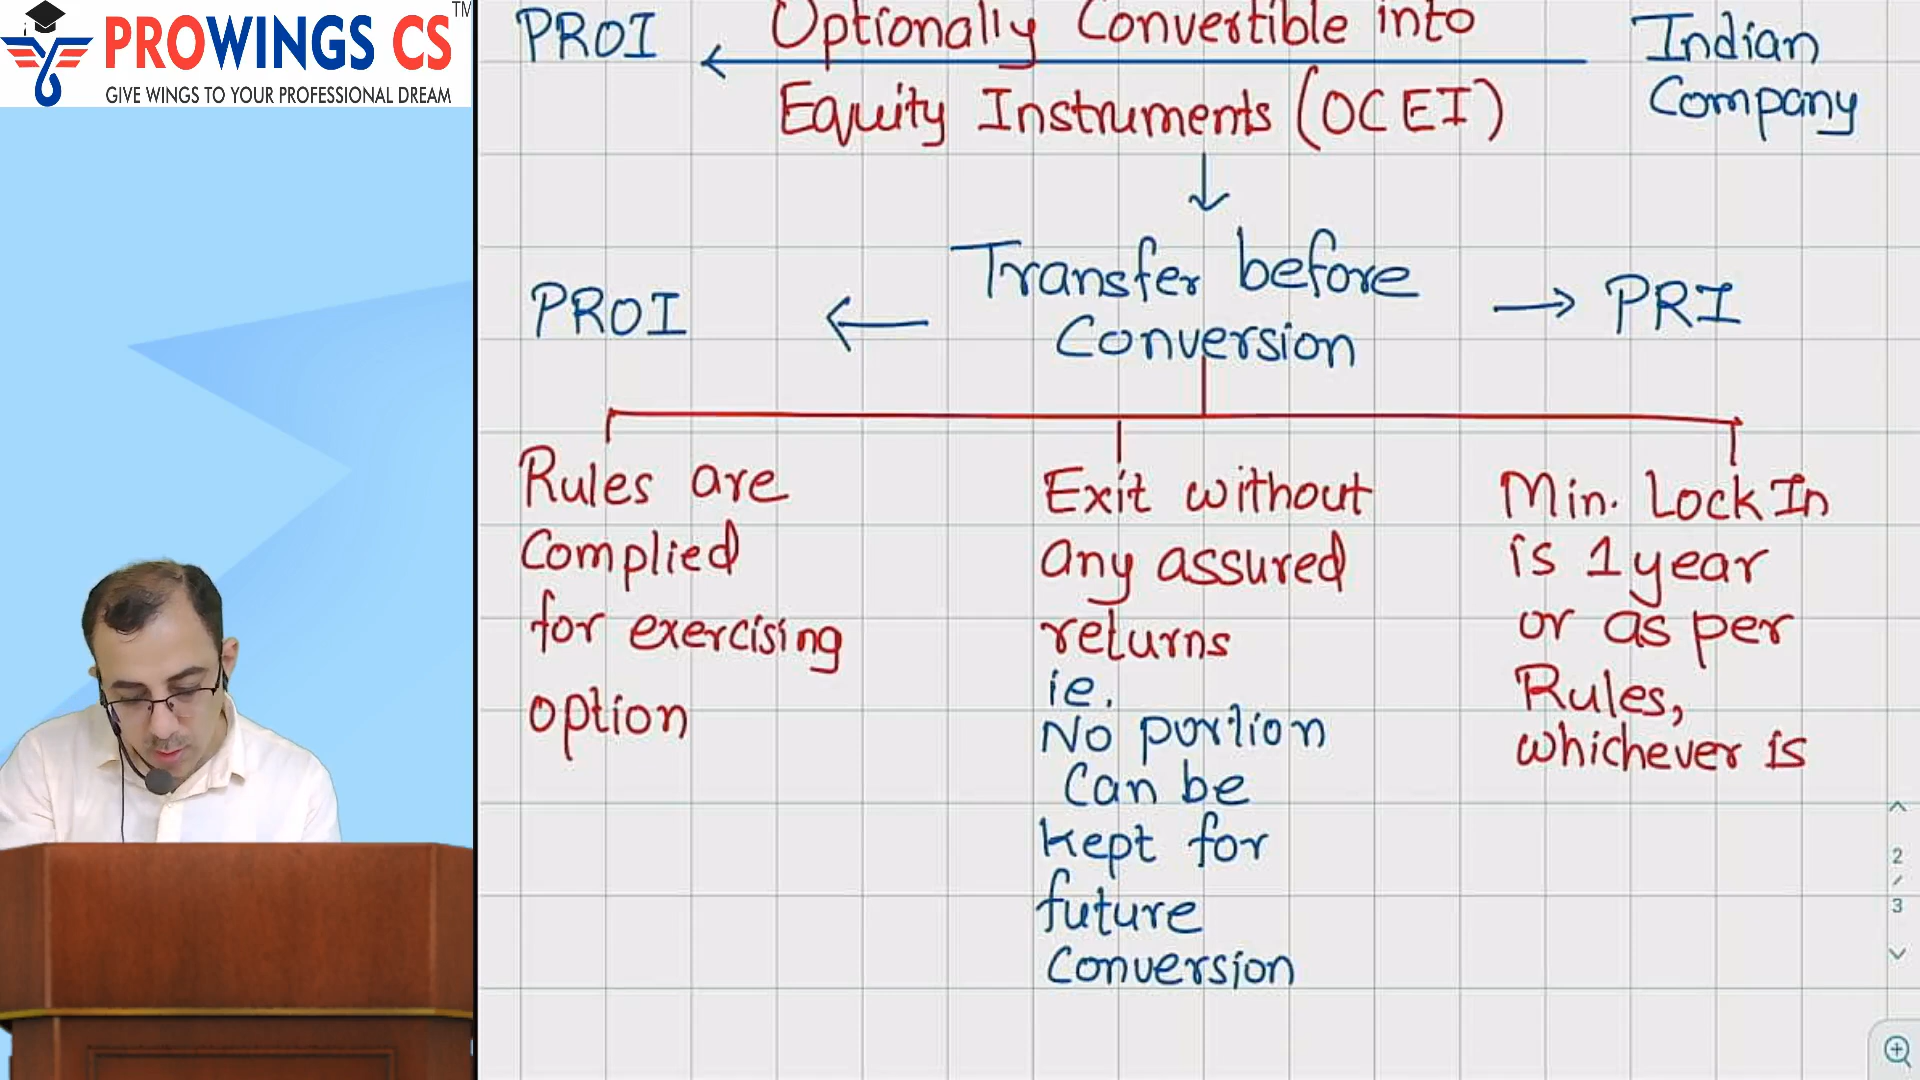 PROWINGS CS™
GIVE WINGS TO YOUR PROFESSIONAL DREAM
PROI
Optionally Convertible into
Equity Instruments (OCEI)
Indian
Company
Transfer before
Conversion
PROI
PRI
Rules are
Complied
for exercising
option
Exit without
any assured
returns
ie.
No portion
Can be
kept for
future
Conversion
Min. Lock In
is 1 year
or as per
Rules,
whichever is
2
/
3